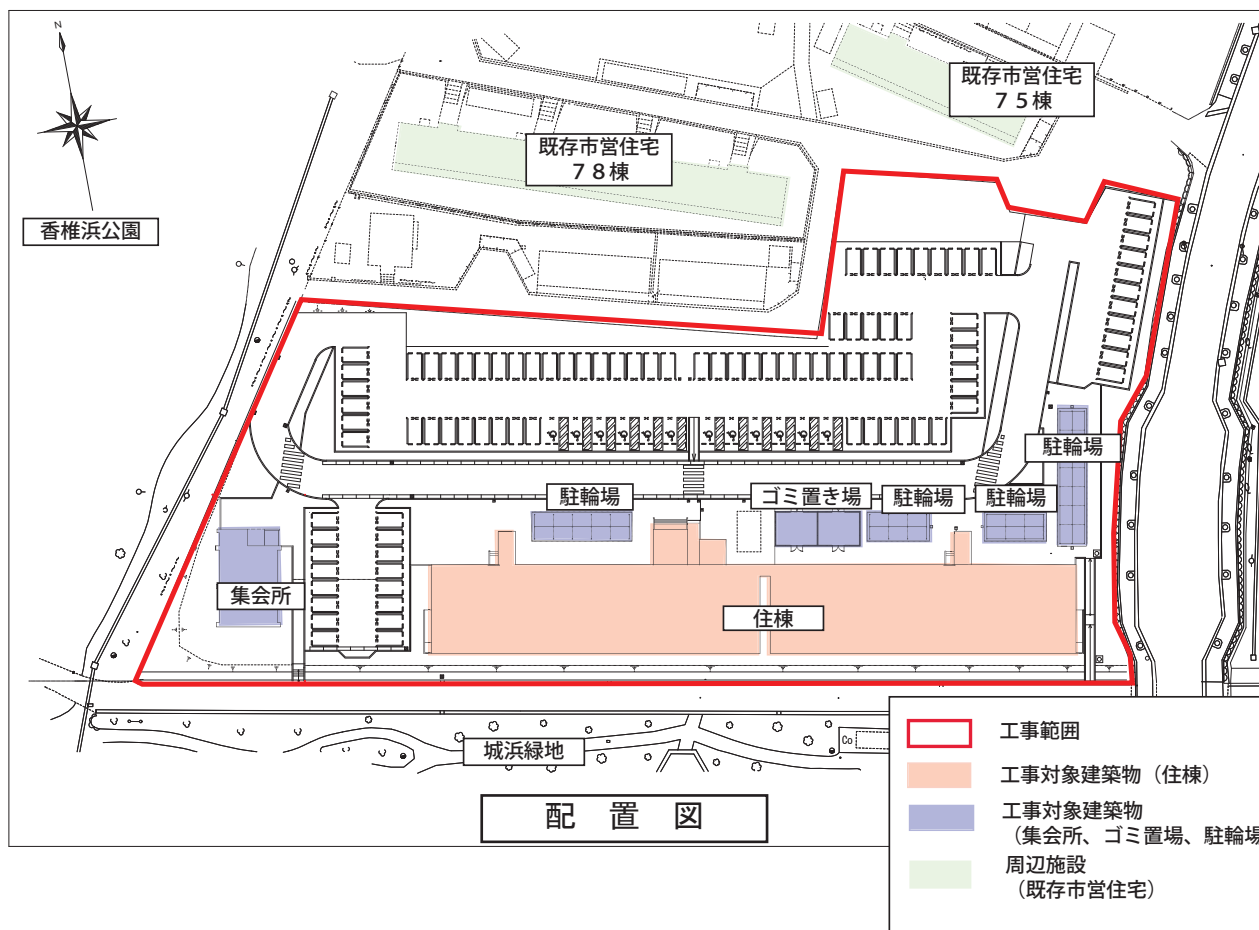 N
既存市営住宅
７５棟
既存市営住宅
７８棟
香椎浜公園
駐輪場
駐輪場
ゴミ置き場
駐輪場
駐輪場
集会所
住棟
城浜緑地
Co
配 置 図
工事範囲
工事対象建築物（住棟）
工事対象建築物
（集会所、ゴミ置場、駐輪場
周辺施設
（既存市営住宅）